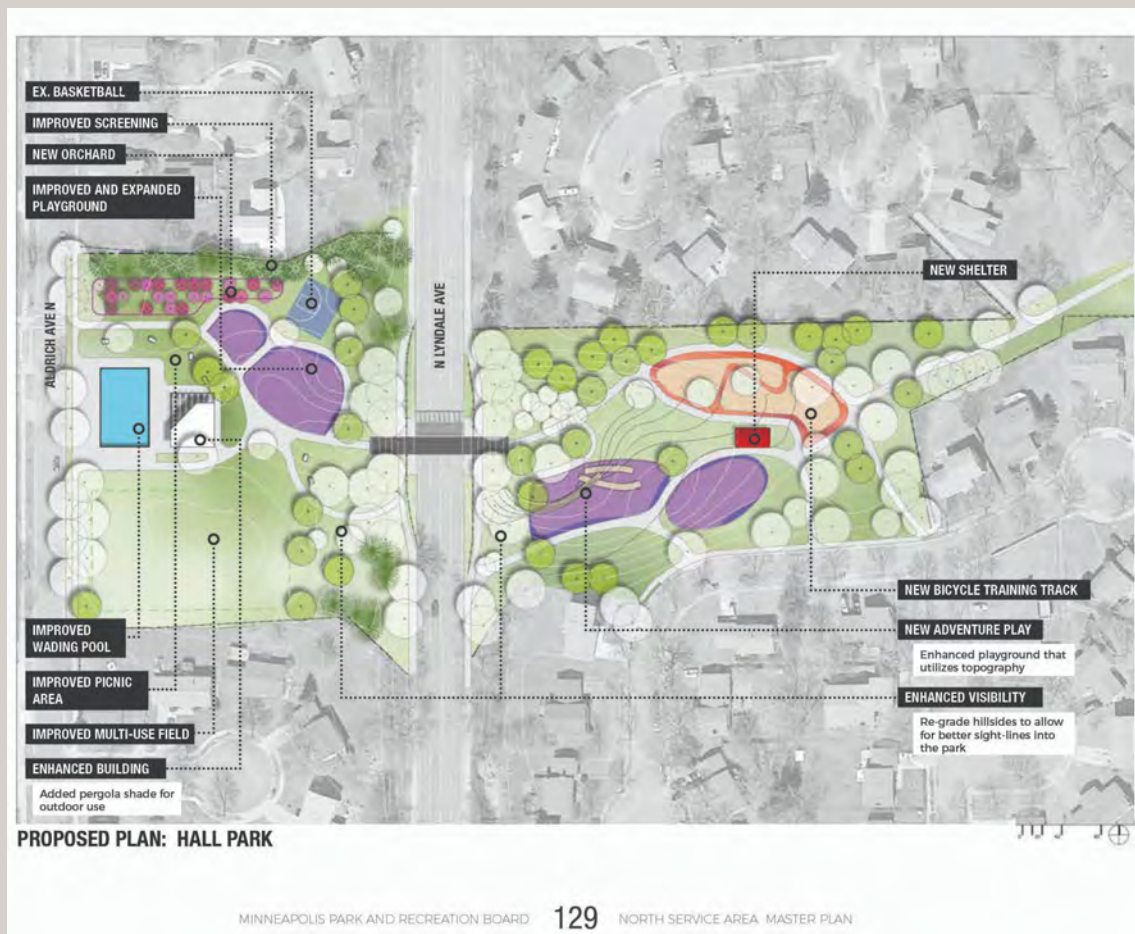 EX. BASKETBALL
IMPROVED SCREENING
NEW ORCHARD
IMPROVED AND EXPANDED
PLAYGROUND
ALDRICH AVE N
N LYNDALE AVE
NEW SHELTER
NEW BICYCLE TRAINING TRACK
NEW ADVENTURE PLAY
Enhanced playground that
utilizes topography
ENHANCED VISIBILITY
Re-grade hillsides to allow
for better sight-lines into
the park
IMPROVED
WADING POOL
IMPROVED PICNIC
AREA
IMPROVED MULTI-USE FIELD
ENHANCED BUILDING
Added pergola shade for
outdoor use
PROPOSED PLAN: HALL PARK
MINNEAPOLIS PARK AND RECREATION BOARD 129 NORTH SERVICE AREA MASTER PLAN